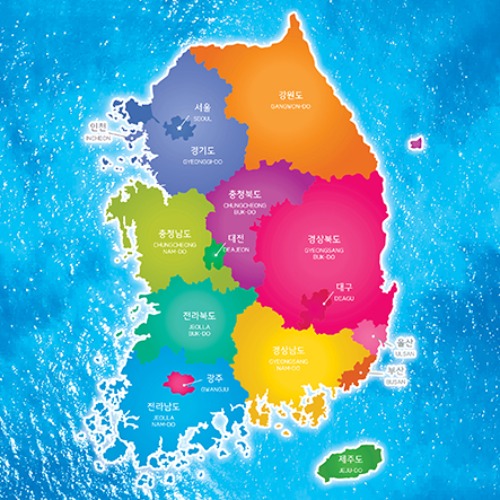 강원도
GANGWON-DO
서울
SEOUL
인천
INCHEON
경기도
GYEONGGI-DO
충청북도
CHUNGCHEONG
BUK-DO
충청남도
CHUNGCHEONG
NAM-DO
대전
DEAJEON
경상북도
GYEONGSANG
BUK-DO
대구
DEAGU
전라북도
JEOLLA
BUK-DO
울산
ULSAN
경상남도
GYEONGSANG
NAM-DO
부산
BUSAN
광주
GWANGJU
전라남도
JEOLLA
NAM-DO
제주도
JEJU-DO